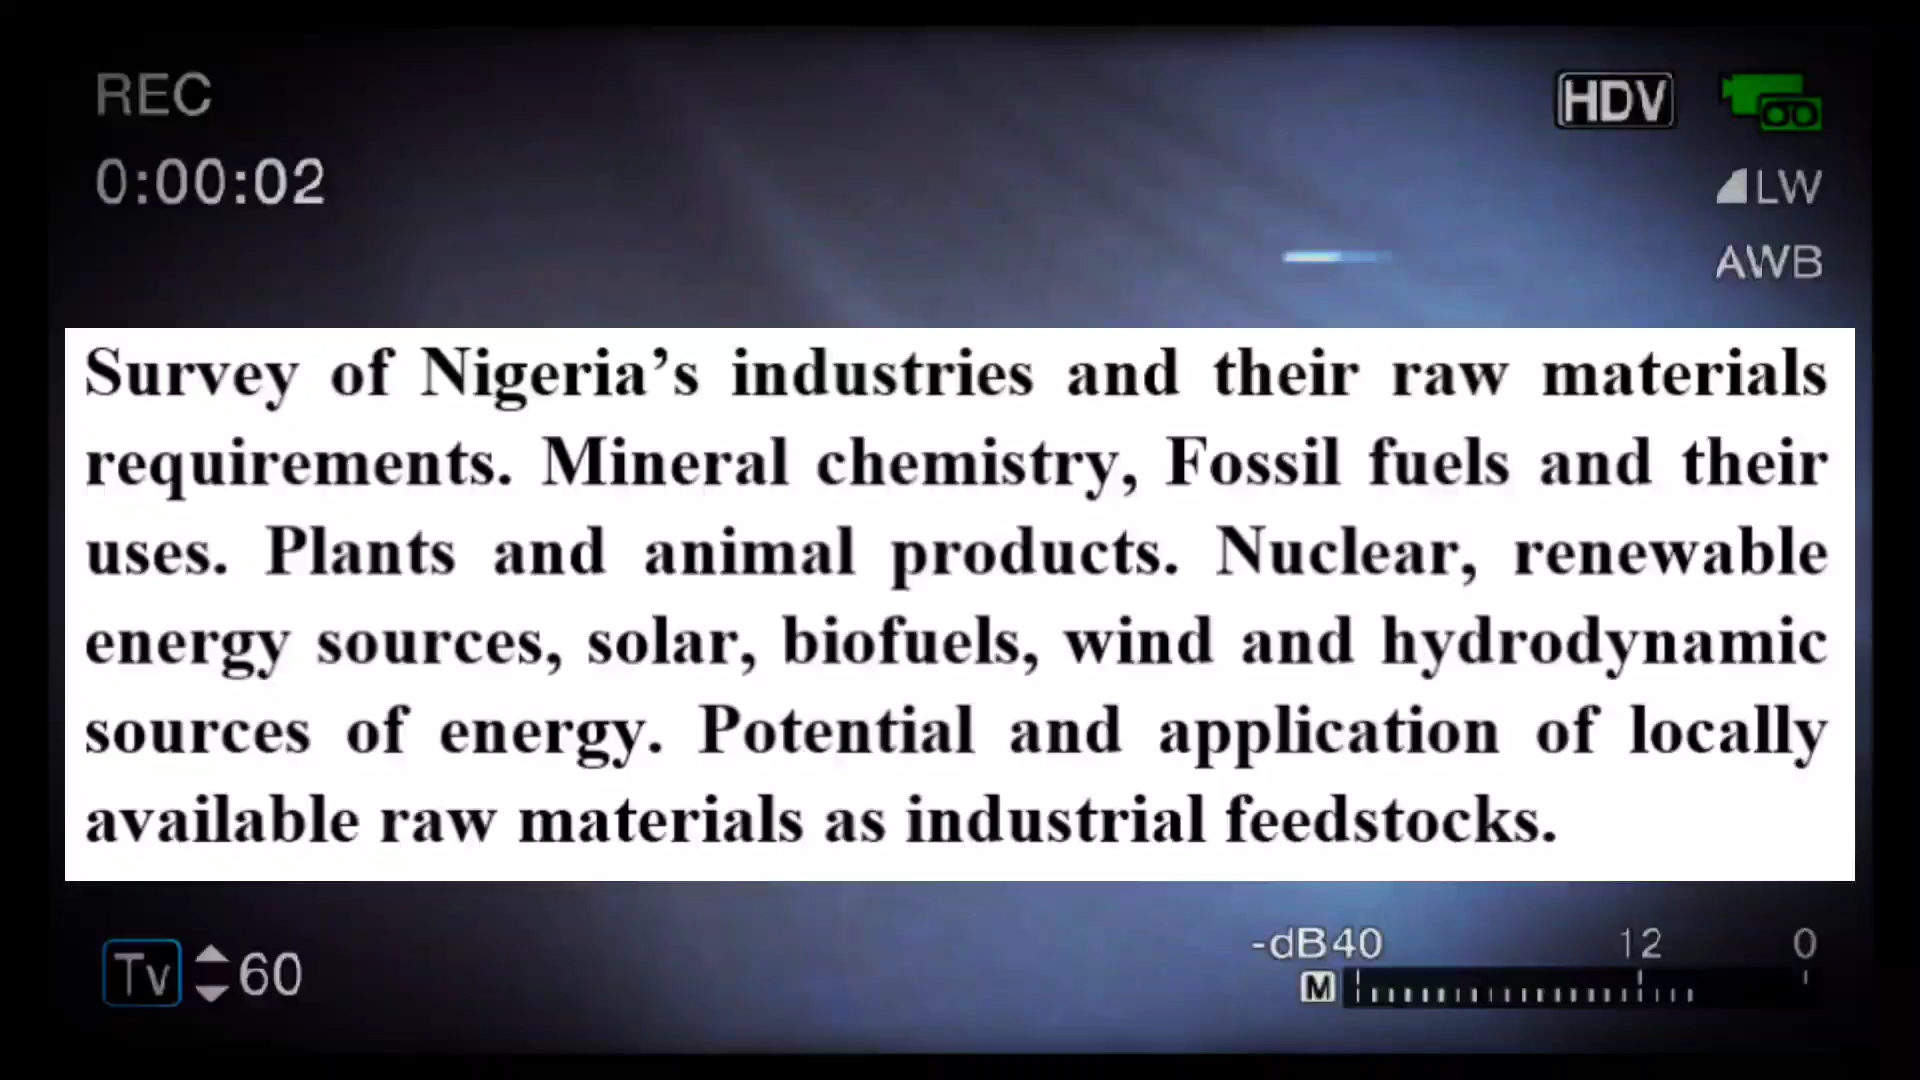 REC
HDV
0:00:02
LW
AWB
Survey of Nigeria’s industries and their raw materials
requirements. Mineral chemistry, Fossil fuels and their
uses. Plants and animal products. Nuclear, renewable
energy sources, solar, biofuels, wind and hydrodynamic
sources of energy. Potential and application of locally
available raw materials as industrial feedstocks.
-dB40 12 0
Tv 60
M